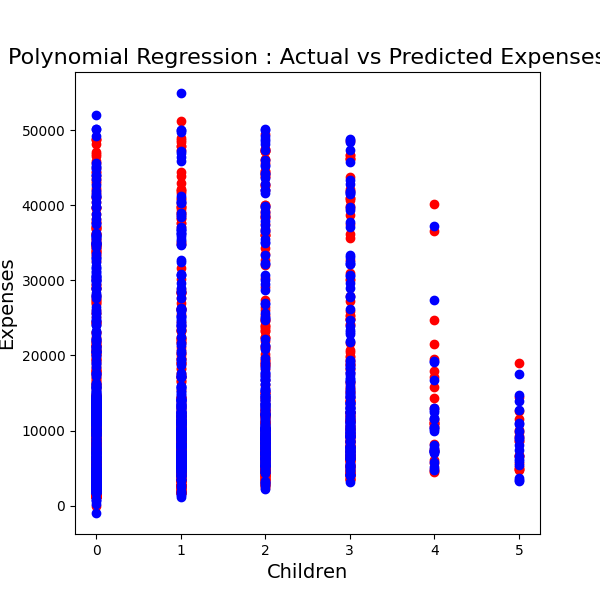 Polynomial Regression : Actual vs Predicted Expenses
50000
40000
30000
20000
10000
0
Expenses
0 1 2 3 4 5
Children